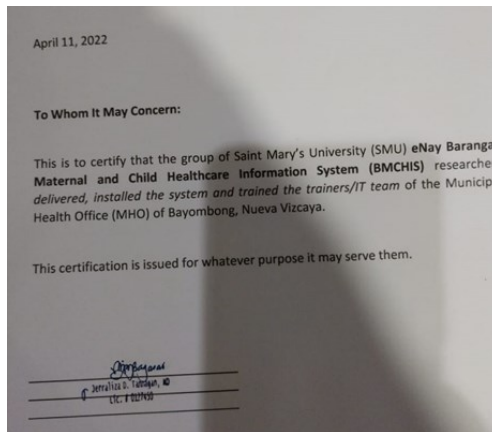 April 11, 2022
To Whom It May Concern:
This is to certify that the group of Saint Mary's University (SMU) eNay Baranga
Maternal and Child Healthcare Information System (BMCHIS) researche
delivered, installed the system and trained the trainers/IT team of the Municip
Health Office (MHO) of Bayombong, Nueva Vizcaya.
This certification is issued for whatever purpose it may serve them.